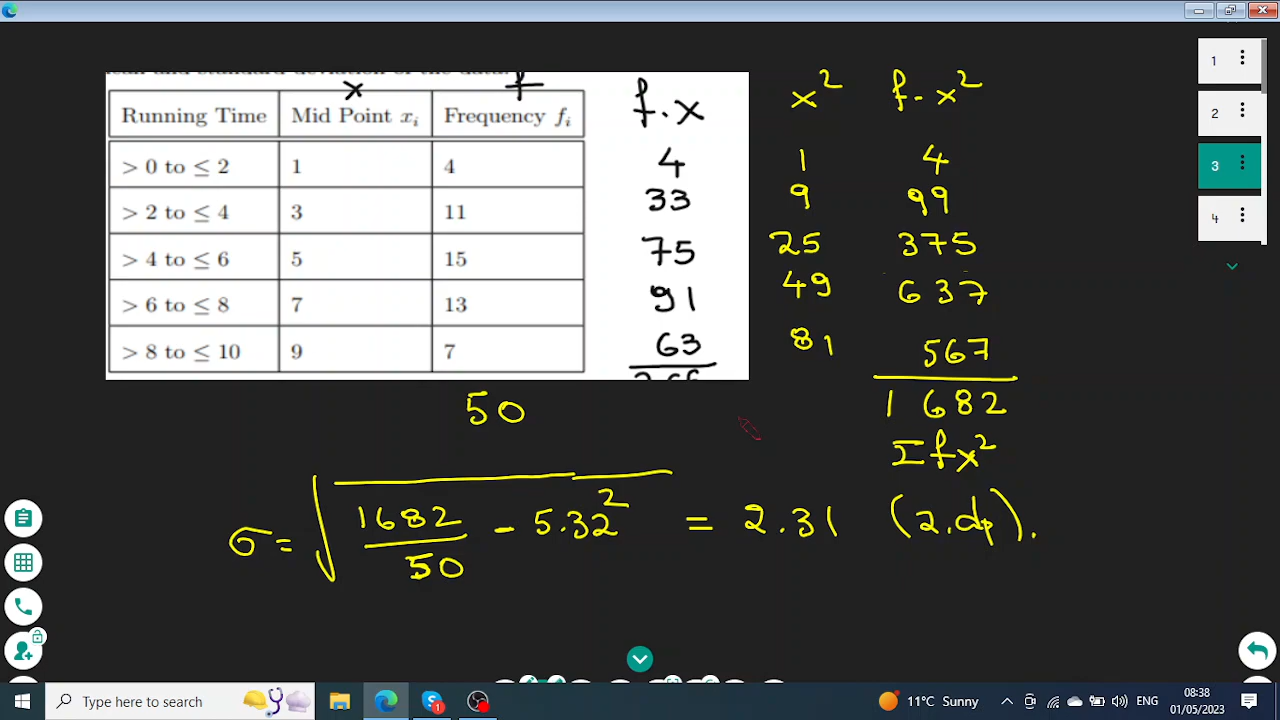 x f
Running Time Mid Point xᵢ Frequency fᵢ f.x x² f.x²
> 0 to ≤ 2 1 4 4 1 4
> 2 to ≤ 4 3 11 33 9 99
> 4 to ≤ 6 5 15 75 25 375
> 6 to ≤ 8 7 13 91 49 637
> 8 to ≤ 10 9 7 63 81 567
50 1682
Σfx²
σ = √(1682/50 - 5.32²) = 2.31 (2.dp).
1
2
3
4
Type here to search
11°C Sunny
ENG
08:38
01/05/2023